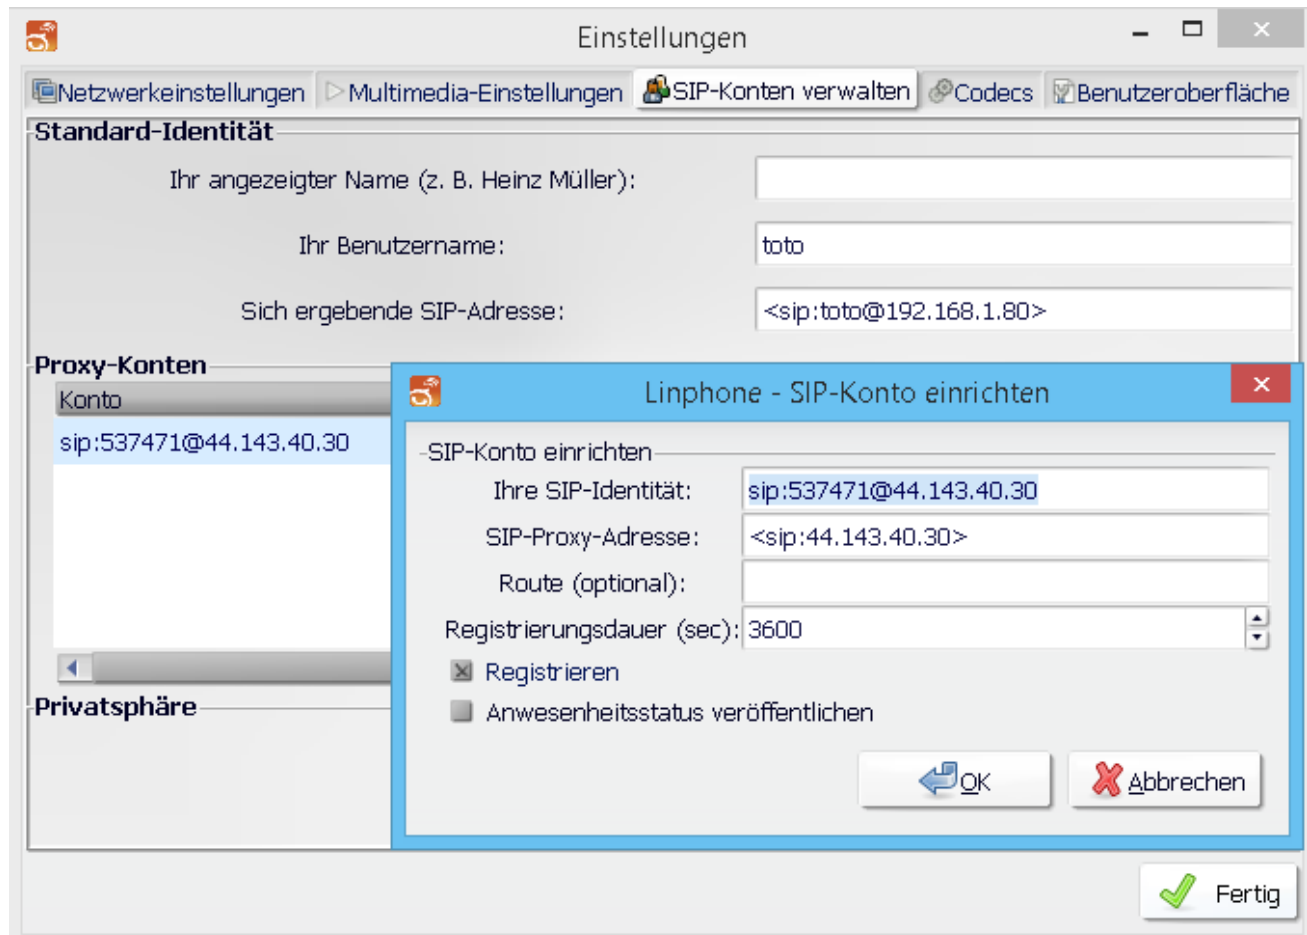 Einstellungen
Netzwerkeinstellungen Multimedia-Einstellungen SIP-Konten verwalten Codecs Benutzeroberfläche
Standard-Identität
Ihr angezeigter Name (z. B. Heinz Müller):
Ihr Benutzername: toto
Sich ergebende SIP-Adresse: <sip:toto@192.168.1.80>
Proxy-Konten
Konto
sip:537471@44.143.40.30
Privatsphäre
Linphone - SIP-Konto einrichten
SIP-Konto einrichten
Ihre SIP-Identität: sip:537471@44.143.40.30
SIP-Proxy-Adresse: <sip:44.143.40.30>
Route (optional):
Registrierungsdauer (sec): 3600
Registrieren
Anwesenheitsstatus veröffentlichen
OK Abbrechen
Fertig